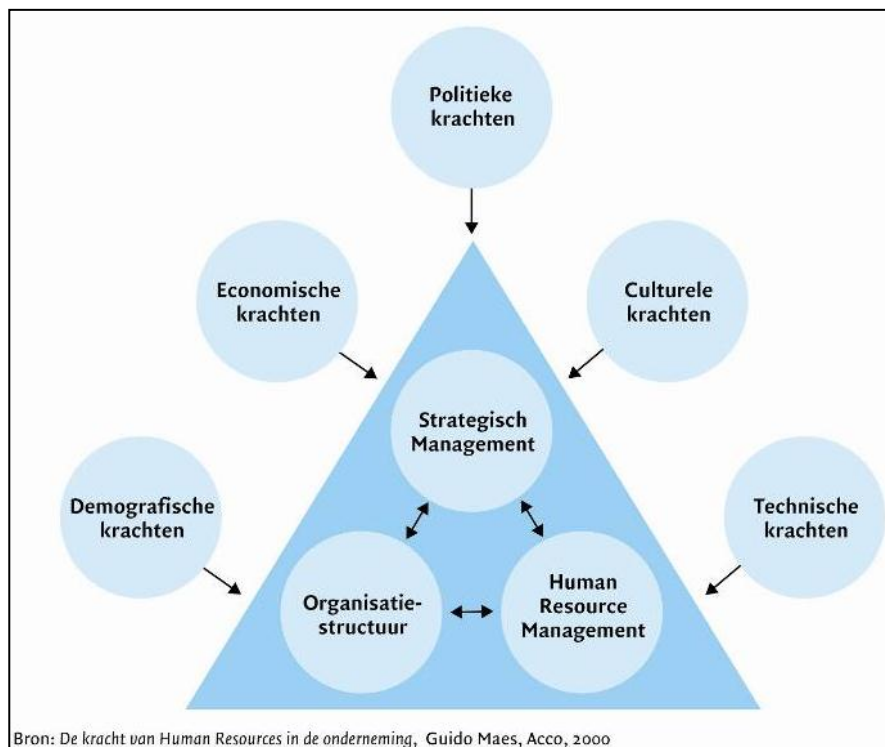 Politieke
krachten
Economische
krachten
Culturele
krachten
Strategisch
Management
Demografische
krachten
Technische
krachten
Organisatie-
structuur
Human
Resource
Management
Bron: De kracht van Human Resources in de onderneming, Guido Maes, Acco, 2000